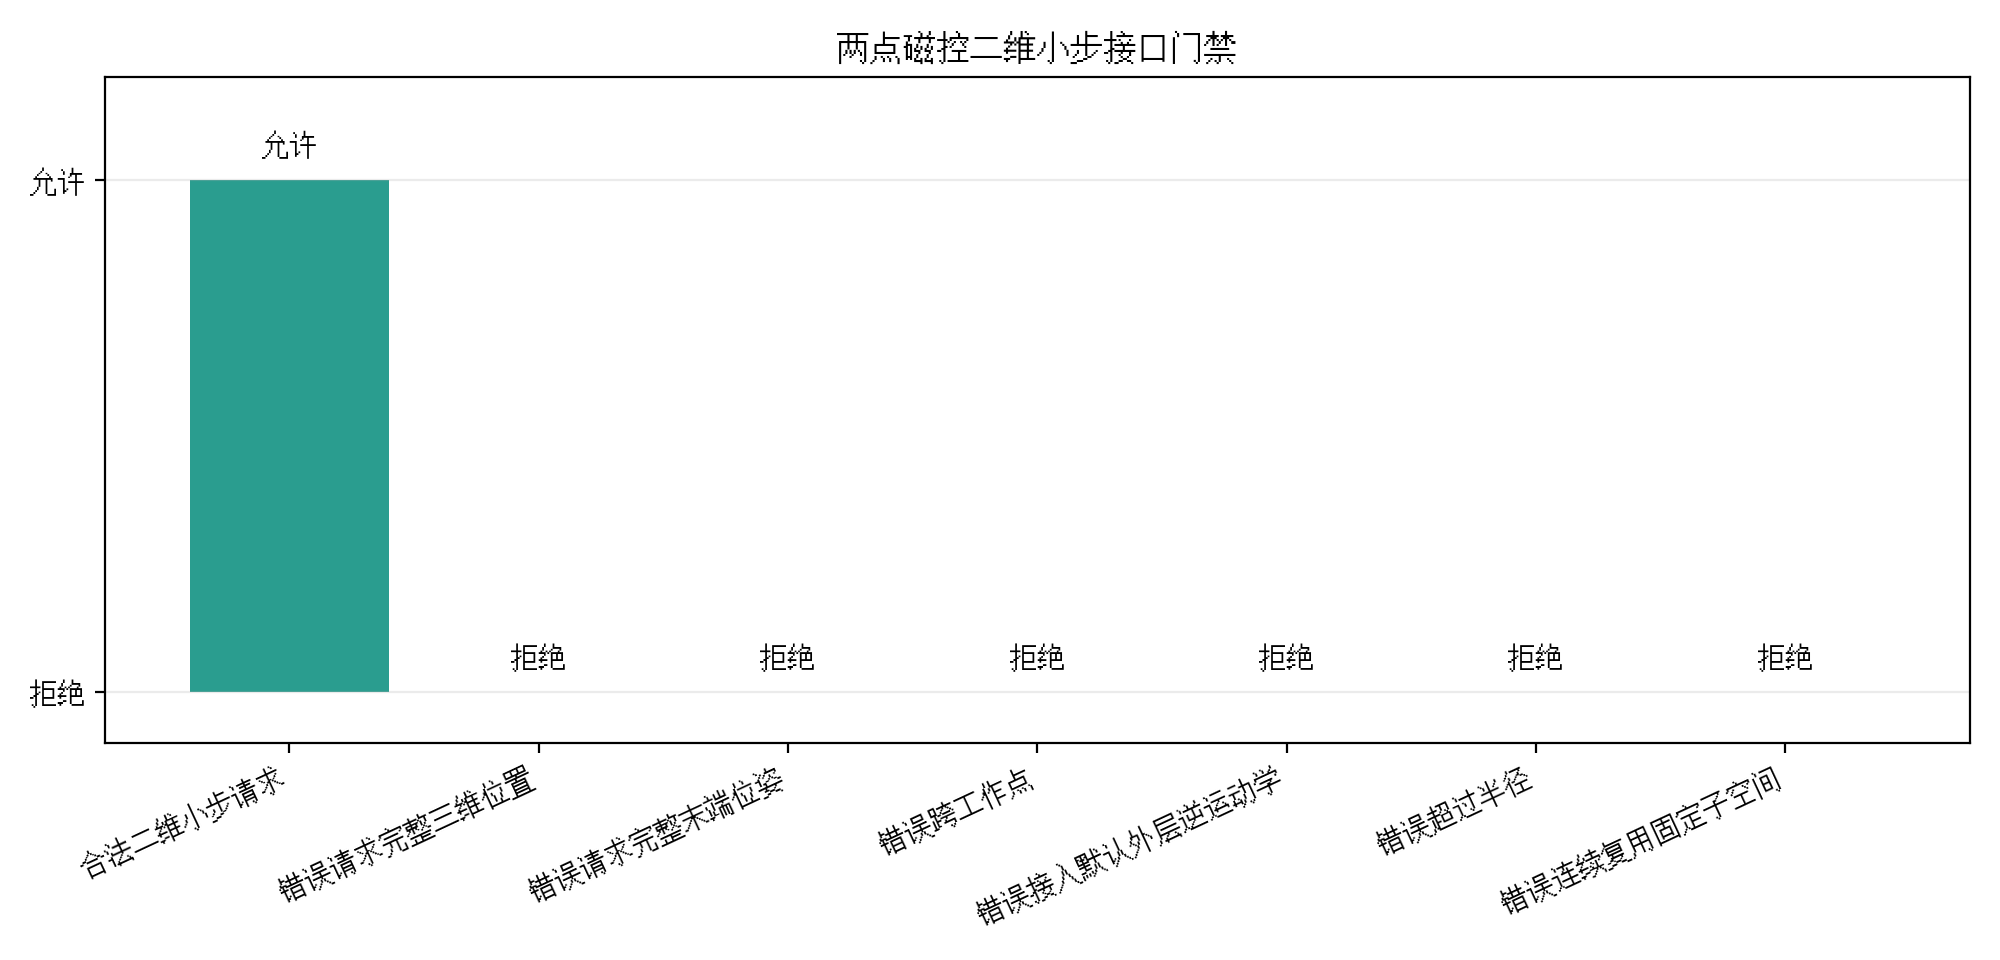 两点磁控二维小步接口门禁
允许
允许
拒绝
拒绝
拒绝
拒绝
拒绝
拒绝
拒绝
合法二维小步请求
错误请求完整三维位置
错误请求完整末端位姿
错误跨工作点
错误接入默认外层逆运动学
错误超过半径
错误连续复用固定子空间